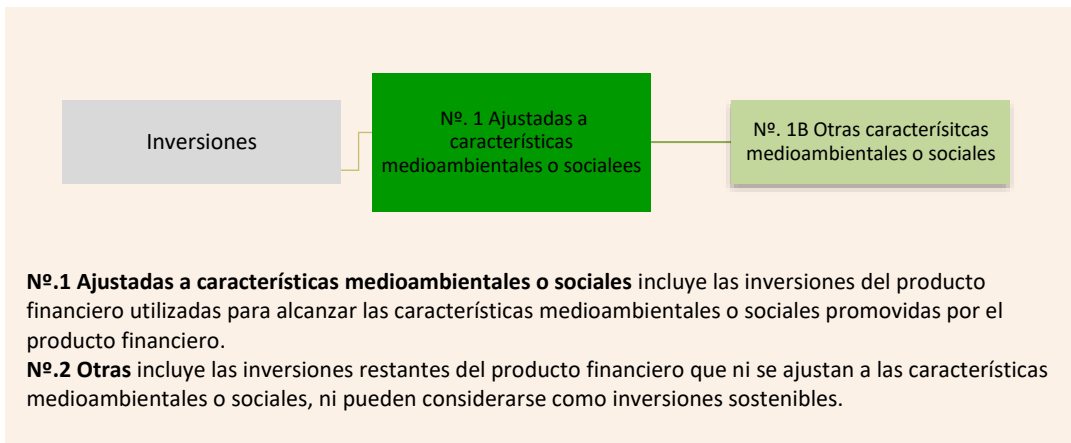 Inversiones
Nº. 1 Ajustadas a
características
medioambientales o socialees
Nº. 1B Otras caracterísitcas
medioambientales o sociales
Nº.1 Ajustadas a características medioambientales o sociales incluye las inversiones del producto
financiero utilizadas para alcanzar las características medioambientales o sociales promovidas por el
producto financiero.
Nº.2 Otras incluye las inversiones restantes del producto financiero que ni se ajustan a las características
medioambientales o sociales, ni pueden considerarse como inversiones sostenibles.